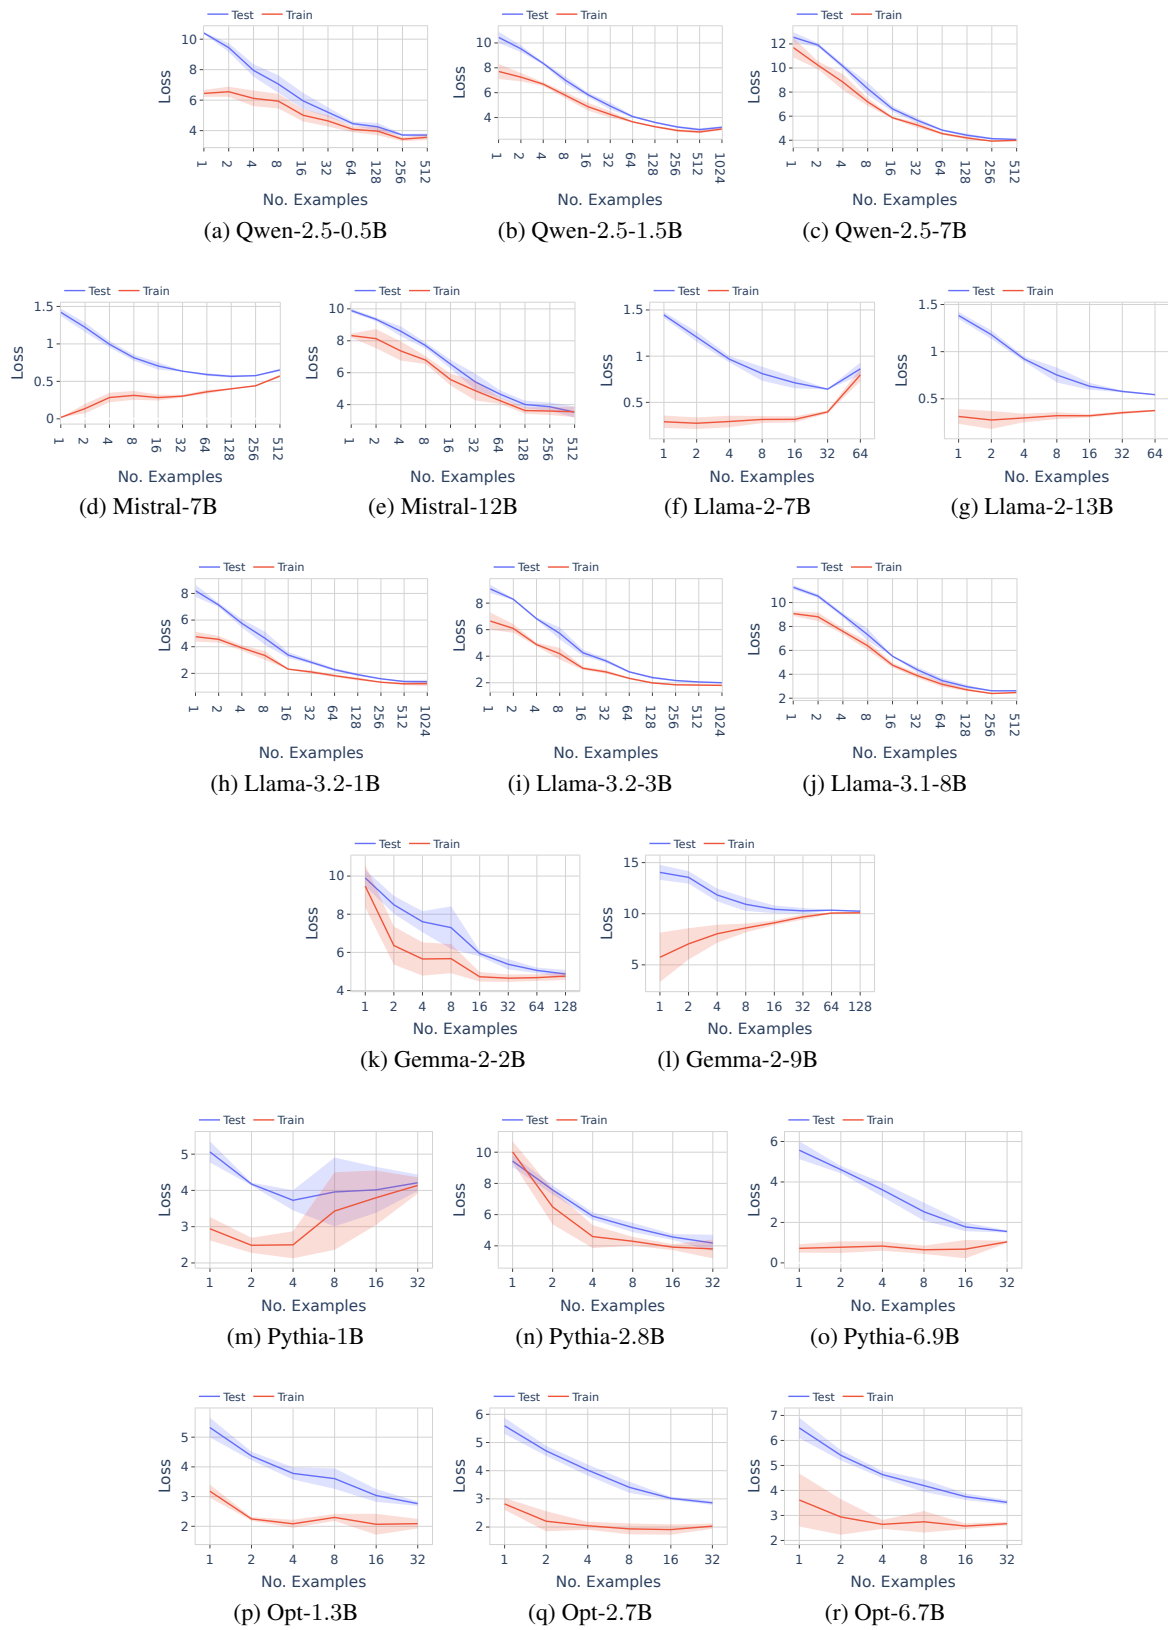 Test Train Test Train Test Train
10
8
6
4
Loss
1 2 4 8 16 32 64 128 256 512
No. Examples
10
8
6
4
Loss
1 2 4 8 16 32 64 128 256 512 1024
No. Examples
12
10
8
6
4
Loss
1 2 4 8 16 32 64 128 256 512
No. Examples
(a) Qwen-2.5-0.5B (b) Qwen-2.5-1.5B (c) Qwen-2.5-7B
Test Train Test Train Test Train Test Train
1.5
1
0.5
0
Loss
1 2 4 8 16 32 64 128 256 512
No. Examples
10
8
6
4
Loss
1 2 4 8 16 32 64 128 256 512
No. Examples
1.5
1
0.5
Loss
1 2 4 8 16 32 64
No. Examples
1.5
1
0.5
Loss
1 2 4 8 16 32 64
No. Examples
(d) Mistral-7B (e) Mistral-12B (f) Llama-2-7B (g) Llama-2-13B
Test Train Test Train Test Train
8
6
4
2
Loss
1 2 4 8 16 32 64 128 256 512 1024
No. Examples
8
6
4
2
Loss
1 2 4 8 16 32 64 128 256 512 1024
No. Examples
10
8
6
4
2
Loss
1 2 4 8 16 32 64 128 256 512
No. Examples
(h) Llama-3.2-1B (i) Llama-3.2-3B (j) Llama-3.1-8B
Test Train Test Train
10
8
6
4
Loss
1 2 4 8 16 32 64 128
No. Examples
15
10
5
Loss
1 2 4 8 16 32 64 128
No. Examples
(k) Gemma-2-2B (l) Gemma-2-9B
Test Train Test Train Test Train
5
4
3
2
Loss
1 2 4 8 16 32
No. Examples
10
8
6
4
Loss
1 2 4 8 16 32
No. Examples
6
4
2
0
Loss
1 2 4 8 16 32
No. Examples
(m) Pythia-1B (n) Pythia-2.8B (o) Pythia-6.9B
Test Train Test Train Test Train
5
4
3
2
Loss
1 2 4 8 16 32
No. Examples
6
5
4
3
2
Loss
1 2 4 8 16 32
No. Examples
7
6
5
4
3
2
Loss
1 2 4 8 16 32
No. Examples
(p) Opt-1.3B (q) Opt-2.7B (r) Opt-6.7B